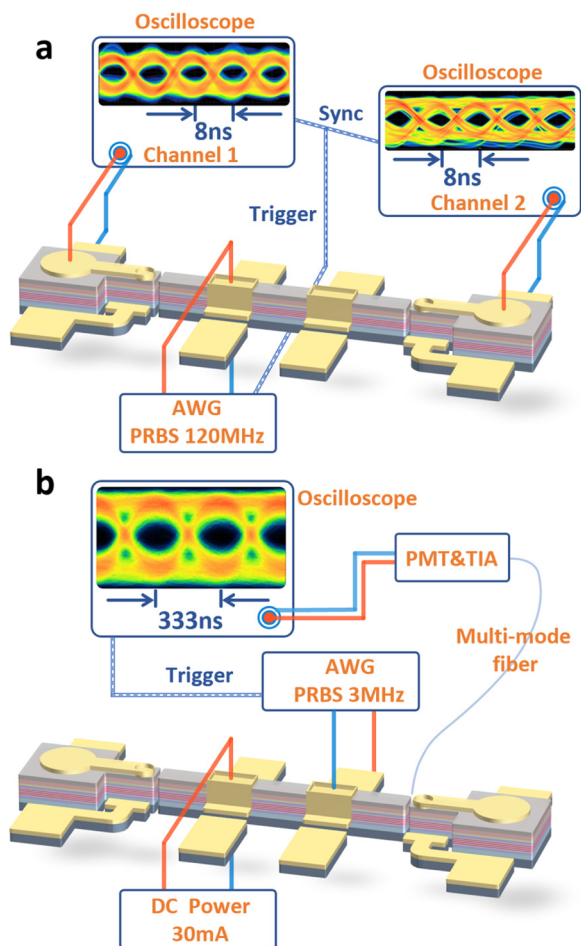 a
Oscilloscope
8ns
Channel 1
Sync
Trigger
Oscilloscope
8ns
Channel 2
AWG
PRBS 120MHz
b
Oscilloscope
333ns
PMT&TIA
Multi-mode
fiber
Trigger
AWG
PRBS 3MHz
DC Power
30mA